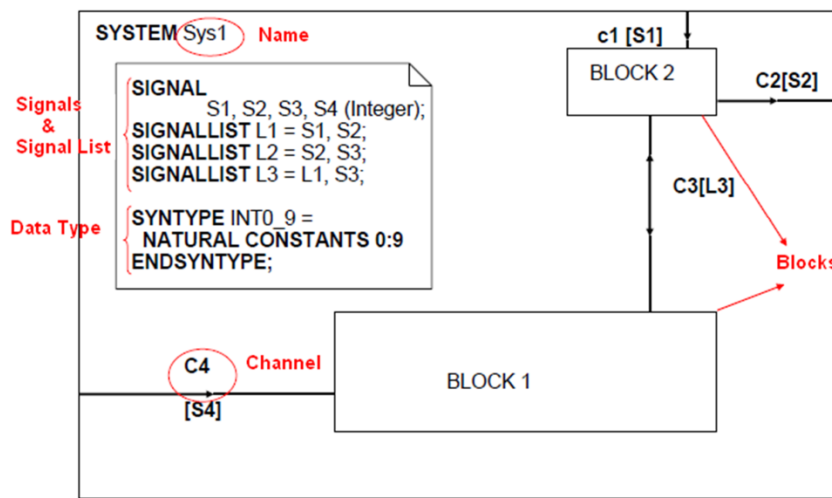 SYSTEM Sys1
Name
c1 [S1]
BLOCK 2
C2[S2]
Signals
&
Signal List
SIGNAL
S1, S2, S3, S4 (Integer);
SIGNALLIST L1 = S1, S2;
SIGNALLIST L2 = S2, S3;
SIGNALLIST L3 = L1, S3;
C3[L3]
Data Type
SYNTYPE INT0_9 =
NATURAL CONSTANTS 0:9
ENDSYNTYPE;
Blocks
C4
Channel
[S4]
BLOCK 1